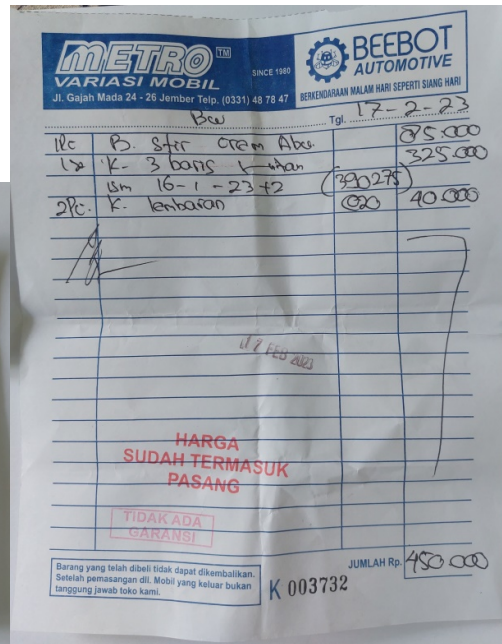 METRO TM
VARIASI MOBIL
SINCE 1980
Jl. Gajah Mada 24 - 26 Jember Telp. (0331) 48 78 47
BEEBOT
AUTOMOTIVE
BERKENDARAAN MALAM HARI SEPERTI SIANG HARI
Tgl. 17-2-23
B. Stir Crem 85.000
K- 3 baris 325.000
16-1-23 +2 (390275)
2Pc. K. lembaran @20 40.000
17 FEB 2023
HARGA
SUDAH TERMASUK
PASANG
TIDAK ADA
GARANSI
Barang yang telah dibeli tidak dapat dikembalikan.
Setelah pemasangan dll. Mobil yang keluar bukan
tanggung jawab toko kami.
K 003732
JUMLAH Rp. 450.000